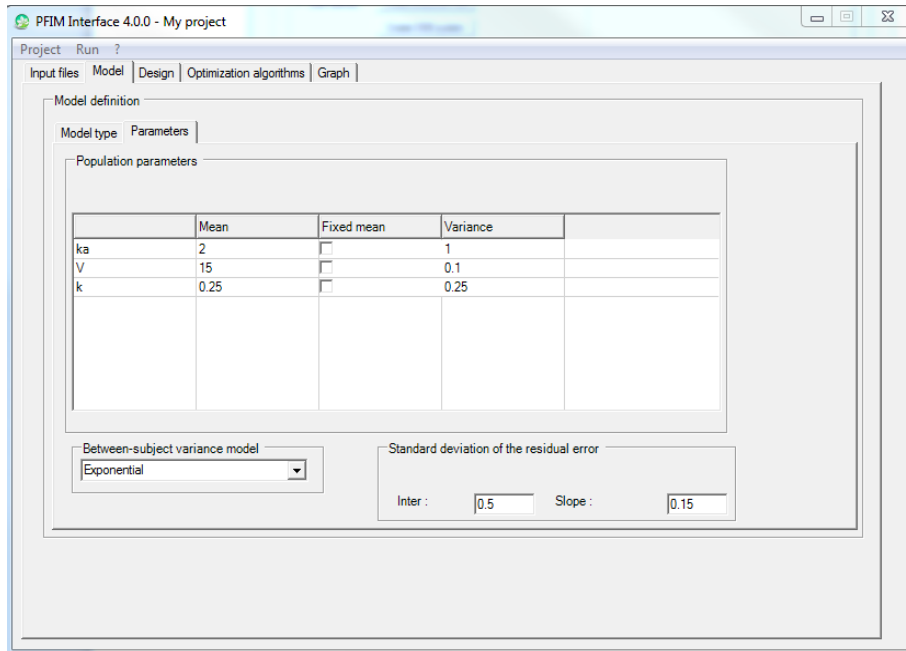 PFIM Interface 4.0.0 - My project
Project Run ?
Input files Model Design Optimization algorithms Graph
Model definition
Model type Parameters
Population parameters
Mean Fixed mean Variance
ka 2 1
V 15 0.1
k 0.25 0.25
Between-subject variance model
Exponential
Standard deviation of the residual error
Inter : 0.5 Slope : 0.15